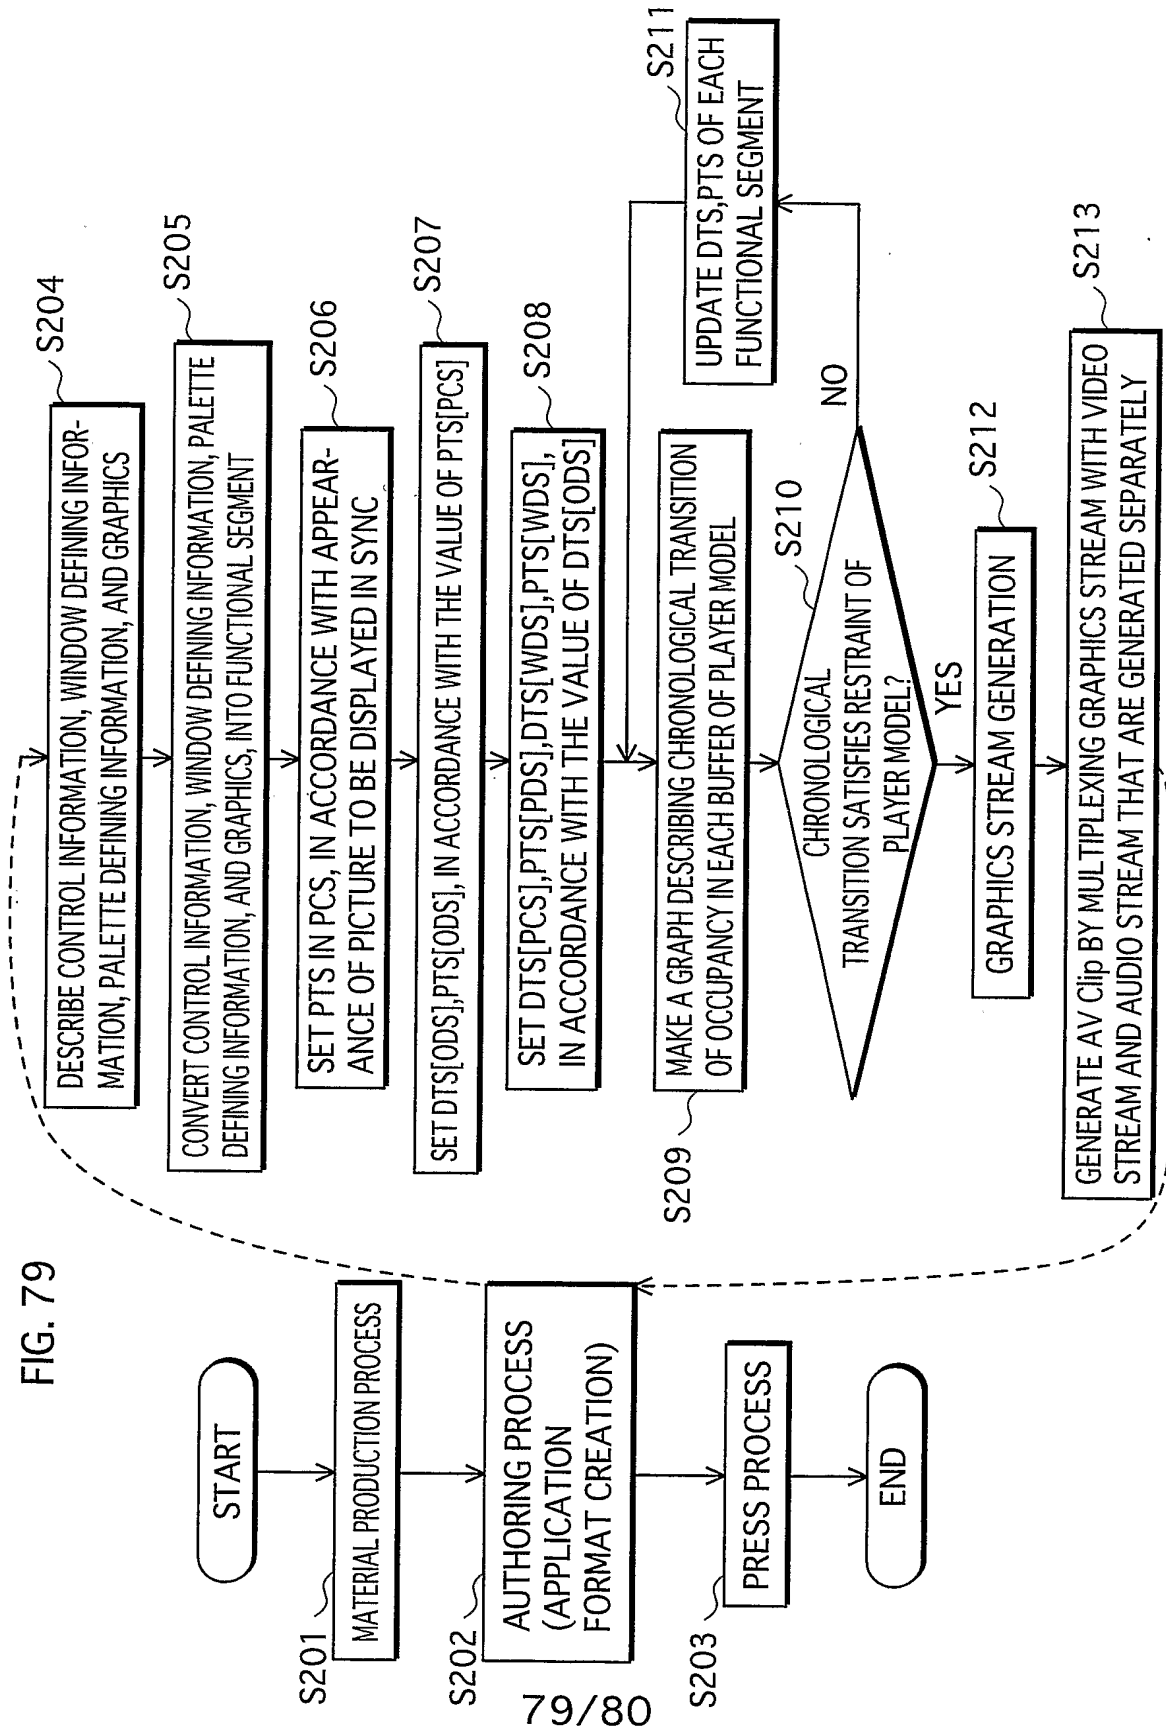 FIG. 79
START
S201
MATERIAL PRODUCTION PROCESS
S202
AUTHORING PROCESS
(APPLICATION
FORMAT CREATION)
S203
PRESS PROCESS
END
S204
DESCRIBE CONTROL INFORMATION, WINDOW DEFINING INFOR-
MATION, PALETTE DEFINING INFORMATION, AND GRAPHICS
S205
CONVERT CONTROL INFORMATION, WINDOW DEFINING INFORMATION, PALETTE
DEFINING INFORMATION, AND GRAPHICS, INTO FUNCTIONAL SEGMENT
S206
SET PTS IN PCS, IN ACCORDANCE WITH APPEAR-
ANCE OF PICTURE TO BE DISPLAYED IN SYNC
S207
SET DTS[ODS],PTS[ODS], IN ACCORDANCE WITH THE VALUE OF PTS[PCS]
S208
SET DTS[PCS],PTS[PDS],DTS[WDS],PTS[WDS],
IN ACCORDANCE WITH THE VALUE OF DTS[ODS]
S209
MAKE A GRAPH DESCRIBING CHRONOLOGICAL TRANSITION
OF OCCUPANCY IN EACH BUFFER OF PLAYER MODEL
S210
CHRONOLOGICAL
TRANSITION SATISFIES RESTRAINT OF
PLAYER MODEL?
NO
S211
UPDATE DTS,PTS OF EACH
FUNCTIONAL SEGMENT
YES
S212
GRAPHICS STREAM GENERATION
S213
GENERATE AV Clip BY MULTIPLEXING GRAPHICS STREAM WITH VIDEO
STREAM AND AUDIO STREAM THAT ARE GENERATED SEPARATELY
79/80